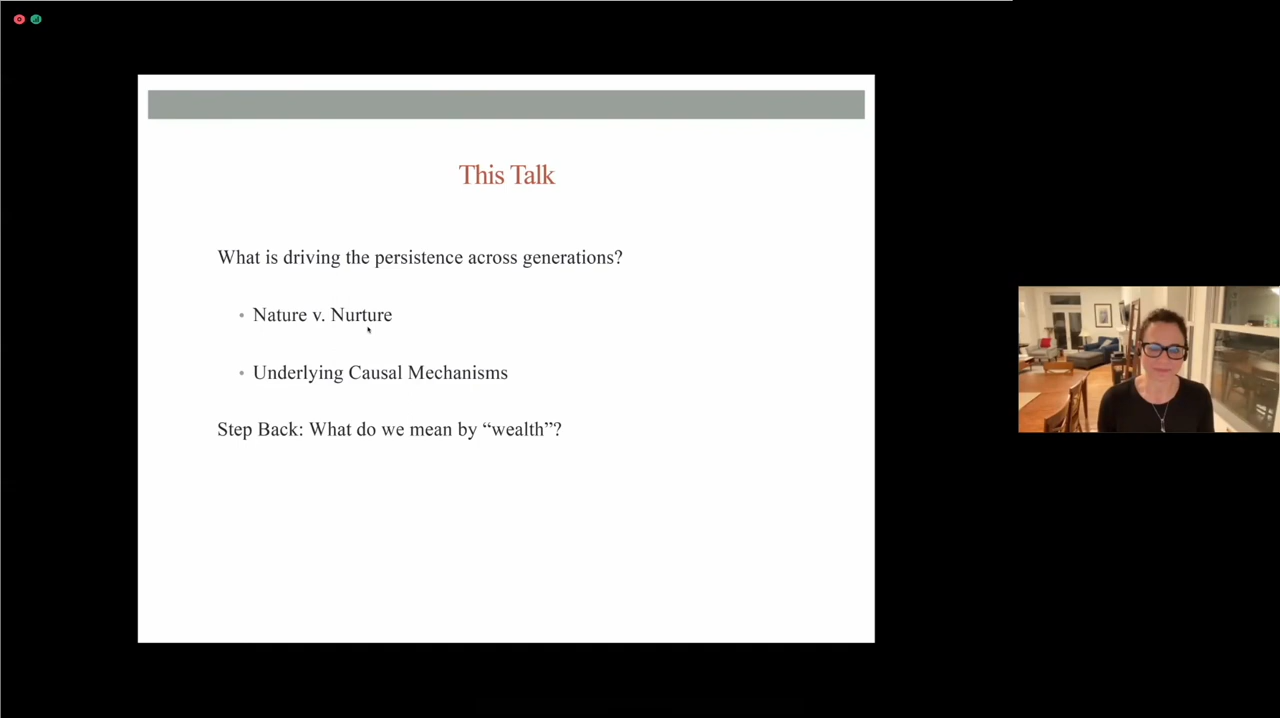 This Talk
What is driving the persistence across generations?
• Nature v. Nurture
• Underlying Causal Mechanisms
Step Back: What do we mean by “wealth”?